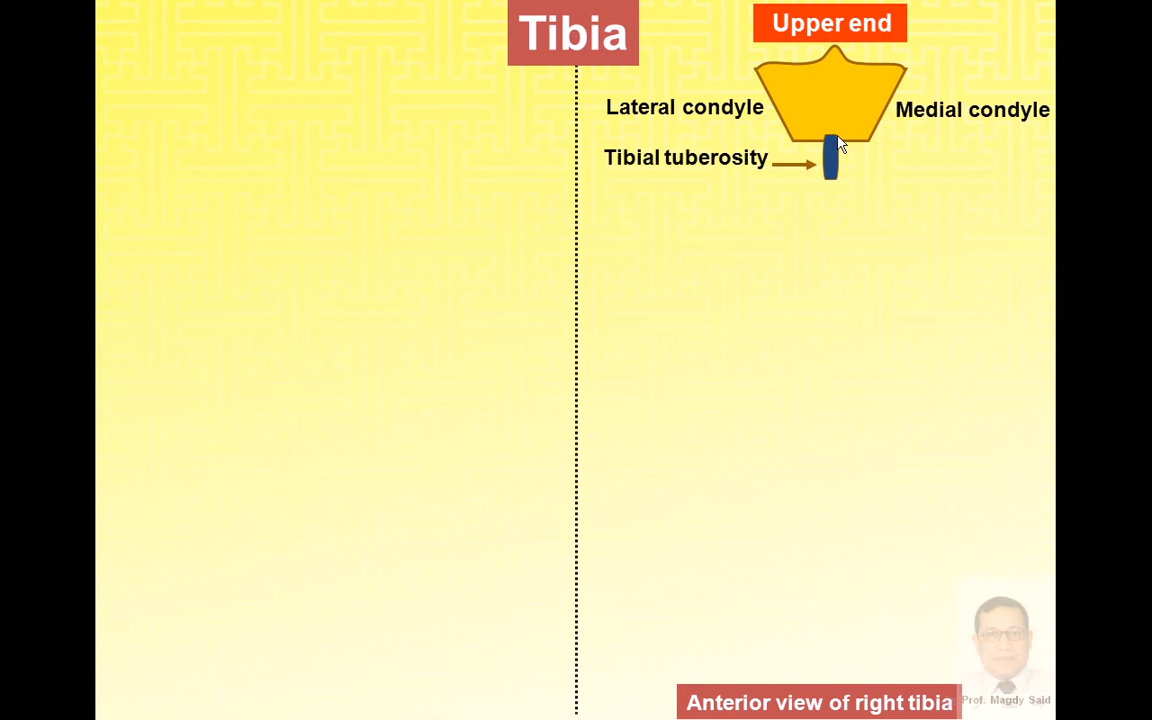 Tibia
Upper end
Lateral condyle
Medial condyle
Tibial tuberosity
Anterior view of right tibia
Prof. Magdy Said